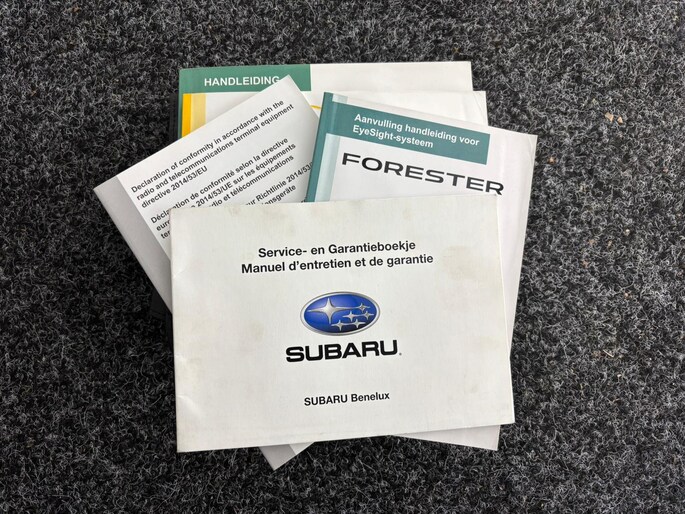 HANDLEIDING
Declaration of conformity in accordance with the
radio and telecommunications terminal equipment
directive 2014/53/EU
Déclaration de conformité selon la directive
2014/53/UE sur les équipements
et télécommunications
Richtlinie 2014/53/
Aanvulling handleiding voor
EyeSight-systeem
FORESTER
Service- en Garantieboekje
Manuel d'entretien et de garantie
SUBARU
SUBARU Benelux